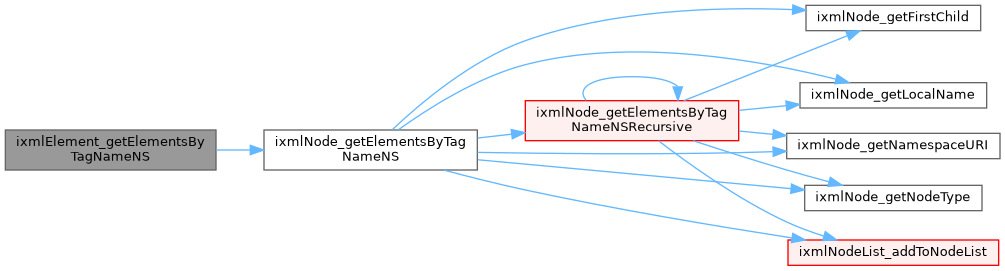 ixmlElement_getElementsBy
TagNameNS
ixmlNode_getElementsByTag
NameNS
ixmlNode_getElementsByTag
NameNSRecursive
ixmlNode_getFirstChild
ixmlNode_getLocalName
ixmlNode_getNamespaceURI
ixmlNode_getNodeType
ixmlNodeList_addToNodeList